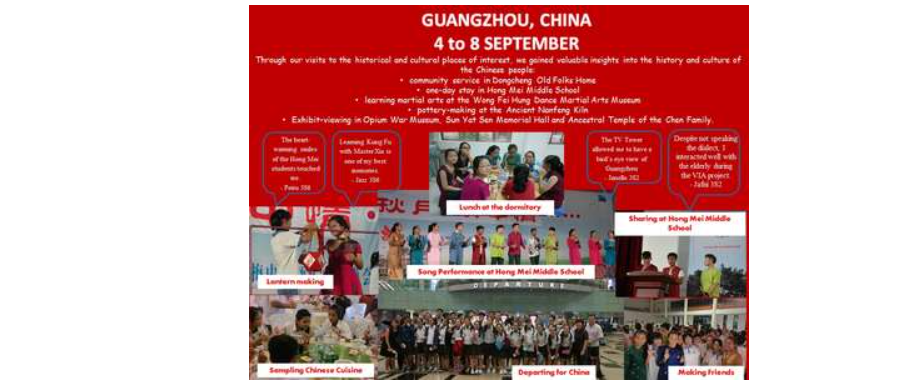 GUANGZHOU, CHINA
4 to 8 SEPTEMBER
Through our visits to the historical and cultural places of interest, we gained valuable insights into the history and culture of
the Chinese people:
• community service in Dongcheng Old Folks Home
• one-day stay in Hong Mei Middle School
• learning martial arts at the Wong Fei Hung Dance Martial Arts Museum
• pottery-making at the Ancient Nanfeng Kiln
• Exhibit-viewing in Opium War Museum, Sun Yat Sen Memorial Hall and Ancestral Temple of the Chen Family.
The heart
warming smiles
of the Hong Mei
students touched
me.
306
Learning Kung Fu
with Master Xia is
one of my best
memories.
- Jazz 306
The TV Tower
allowed me to have a
bird's eye view of
Guangzhou
302
Despite not speaking
the dialect, I
interacted well with
the elderly during
the VIA project.
302
Lunch at the dormitory
Sharing at Hong Mei Middle
School
秋月
Song Performance at Hong Mei Middle School
Lantern making
DEPARTURE
Sampling Chinese Cuisine
Departing for China
Making Friends